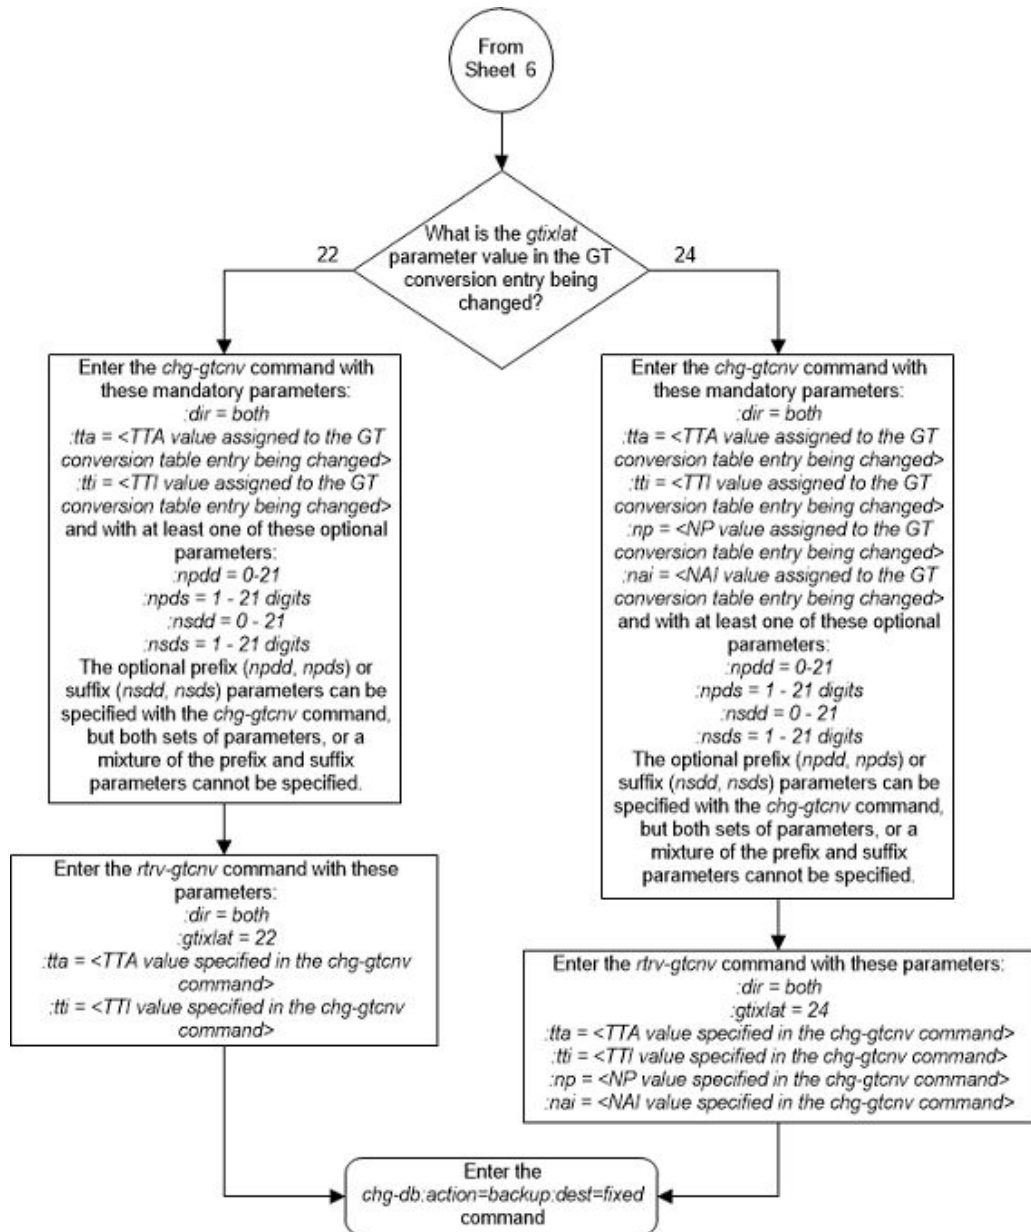 From
Sheet 6
What is the gtixlat
parameter value in the GT
conversion entry being
changed?
22
24
Enter the chg-gtcnv command with
these mandatory parameters:
:dir = both
:tta = <TTA value assigned to the GT
conversion table entry being changed>
:tti = <TTI value assigned to the GT
conversion table entry being changed>
and with at least one of these optional
parameters:
:npdd = 0-21
:npds = 1 - 21 digits
:nsdd = 0 - 21
:nsds = 1 - 21 digits
The optional prefix (npdd, npds) or
suffix (nsdd, nsds) parameters can be
specified with the chg-gtcnv command,
but both sets of parameters, or a
mixture of the prefix and suffix
parameters cannot be specified.
Enter the chg-gtcnv command with
these mandatory parameters:
:dir = both
:tta = <TTA value assigned to the GT
conversion table entry being changed>
:tti = <TTI value assigned to the GT
conversion table entry being changed>
:np = <NP value assigned to the GT
conversion table entry being changed>
:nai = <NAI value assigned to the GT
conversion table entry being changed>
and with at least one of these optional
parameters:
:npdd = 0-21
:npds = 1 - 21 digits
:nsdd = 0 - 21
:nsds = 1 - 21 digits
The optional prefix (npdd, npds) or
suffix (nsdd, nsds) parameters can be
specified with the chg-gtcnv command,
but both sets of parameters, or a
mixture of the prefix and suffix
parameters cannot be specified.
Enter the rtrv-gtcnv command with these
parameters:
:dir = both
:gtixlat = 22
:tta = <TTA value specified in the chg-gtcnv
command>
:tti = <TTI value specified in the chg-gtcnv
command>
Enter the rtrv-gtcnv command with these parameters:
:dir = both
:gtixlat = 24
:tta = <TTA value specified in the chg-gtcnv command>
:tti = <TTI value specified in the chg-gtcnv command>
:np = <NP value specified in the chg-gtcnv command>
:nai = <NAI value specified in the chg-gtcnv command>
Enter the
chg-db:action=backup:dest=fixed
command